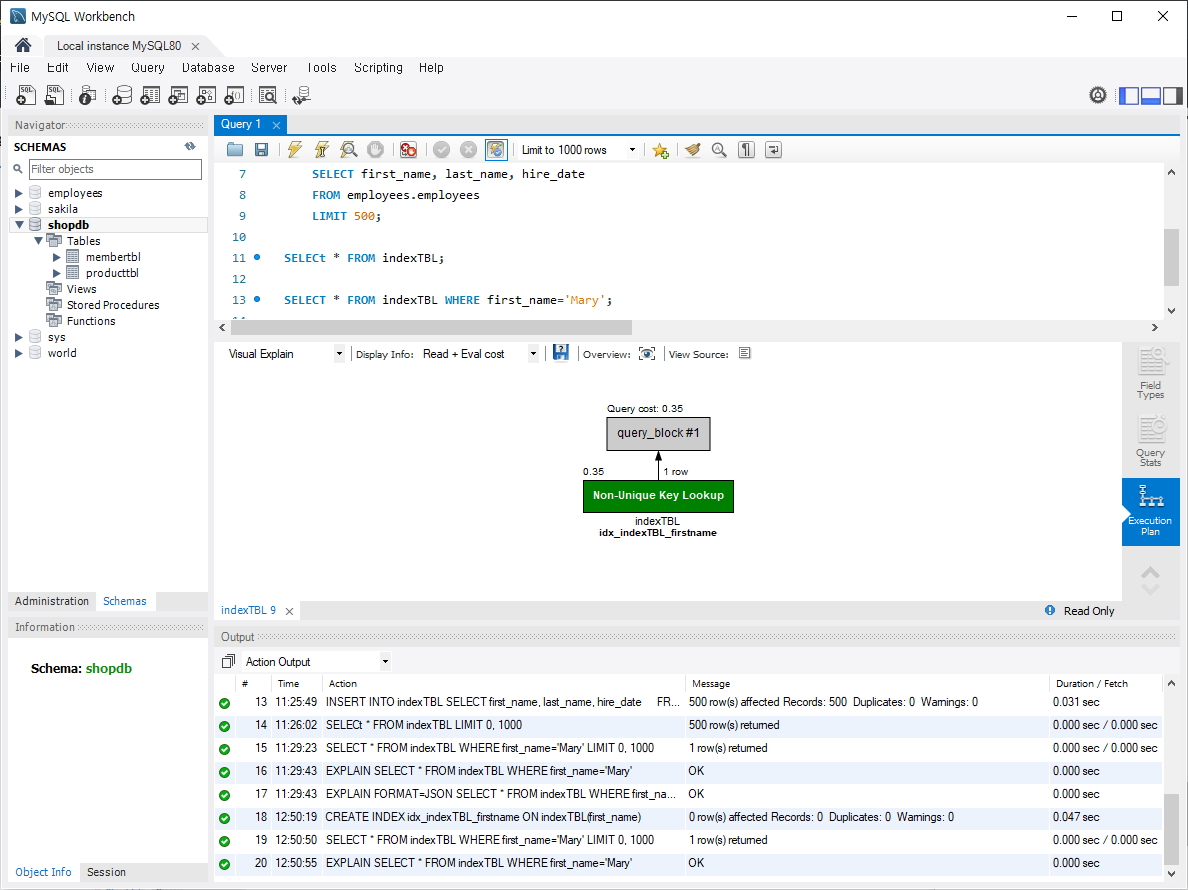 MySQL Workbench
Local instance MySQL80
File Edit View Query Database Server Tools Scripting Help
Navigator
SCHEMAS
Filter objects
employees
sakila
shopdb
Tables
membertbl
producttbl
Views
Stored Procedures
Functions
sys
world
Administration Schemas
Information
Schema: shopdb
Object Info Session
Query 1
Limit to 1000 rows
7 SELECT first_name, last_name, hire_date
8 FROM employees.employees
9 LIMIT 500;
10
11 SELECt * FROM indexTBL;
12
13 SELECT * FROM indexTBL WHERE first_name='Mary';
Visual Explain Display Info: Read + Eval cost Overview: View Source:
Query cost: 0.35
query_block #1
0.35 1 row
Non-Unique Key Lookup
indexTBL
idx_indexTBL_firstname
Field
Types
Query
Stats
Execution
Plan
indexTBL 9 Read Only
Output
Action Output
# Time Action Message Duration / Fetch
13 11:25:49 INSERT INTO indexTBL SELECT first_name, last_name, hire_date FR... 500 row(s) affected Records: 500 Duplicates: 0 Warnings: 0 0.031 sec
14 11:26:02 SELECt * FROM indexTBL LIMIT 0, 1000 500 row(s) returned 0.000 sec / 0.000 sec
15 11:29:23 SELECT * FROM indexTBL WHERE first_name='Mary' LIMIT 0, 1000 1 row(s) returned 0.000 sec / 0.000 sec
16 11:29:43 EXPLAIN SELECT * FROM indexTBL WHERE first_name='Mary' OK 0.000 sec
17 11:29:43 EXPLAIN FORMAT=JSON SELECT * FROM indexTBL WHERE first_na... OK 0.000 sec
18 12:50:19 CREATE INDEX idx_indexTBL_firstname ON indexTBL(first_name) 0 row(s) affected Records: 0 Duplicates: 0 Warnings: 0 0.047 sec
19 12:50:50 SELECT * FROM indexTBL WHERE first_name='Mary' LIMIT 0, 1000 1 row(s) returned 0.000 sec / 0.000 sec
20 12:50:55 EXPLAIN SELECT * FROM indexTBL WHERE first_name='Mary' OK 0.000 sec